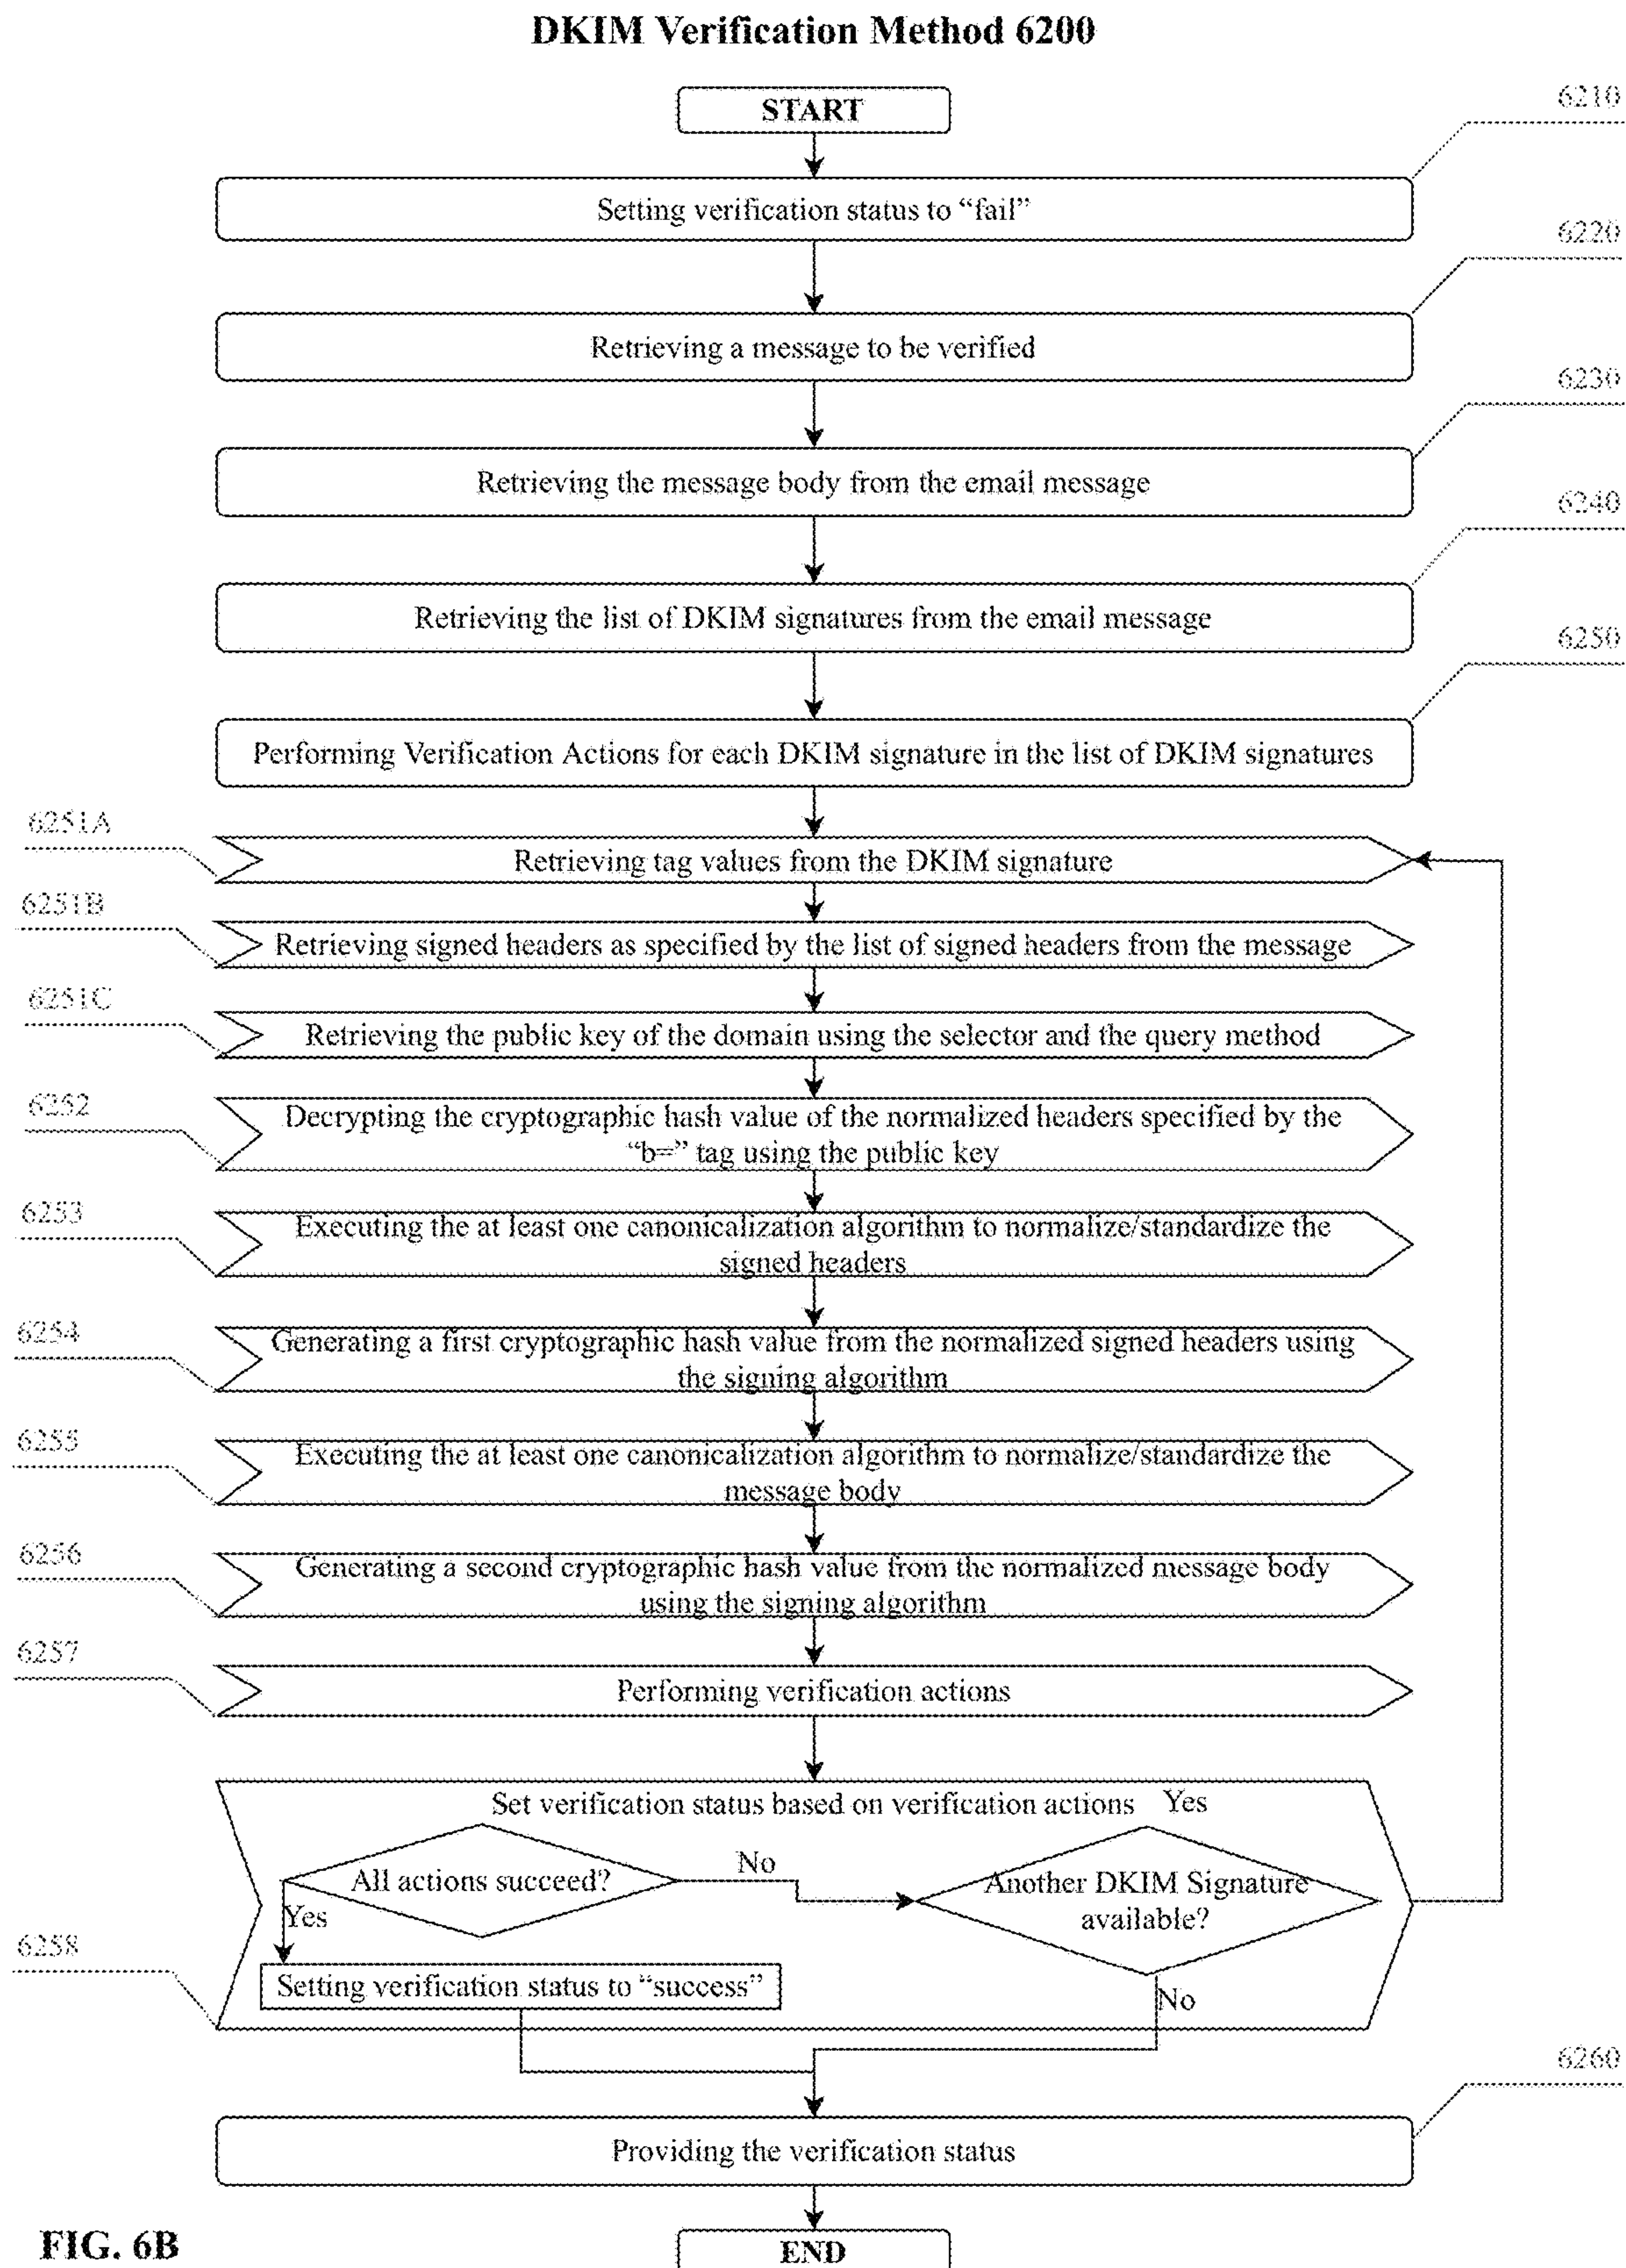 DKIM Verification Method 6200
START
6210
Setting verification status to “fail”
6220
Retrieving a message to be verified
6230
Retrieving the message body from the email message
6240
Retrieving the list of DKIM signatures from the email message
6250
Performing Verification Actions for each DKIM signature in the list of DKIM signatures
6251A
Retrieving tag values from the DKIM signature
6251B
Retrieving signed headers as specified by the list of signed headers from the message
6251C
Retrieving the public key of the domain using the selector and the query method
6252
Decrypting the cryptographic hash value of the normalized headers specified by the
“b=” tag using the public key
6253
Executing the at least one canonicalization algorithm to normalize/standardize the
signed headers
6254
Generating a first cryptographic hash value from the normalized signed headers using
the signing algorithm
6255
Executing the at least one canonicalization algorithm to normalize/standardize the
message body
6256
Generating a second cryptographic hash value from the normalized message body
using the signing algorithm
6257
Performing verification actions
Set verification status based on verification actions
Yes
All actions succeed?
No
Another DKIM Signature
available?
Yes
6258
Setting verification status to “success”
No
6260
Providing the verification status
FIG. 6B
END